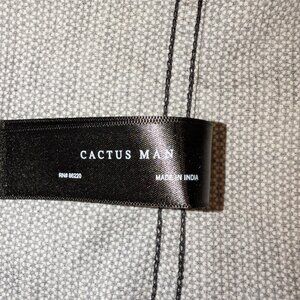 CACTUS MAN
RN# 86220
MADE IN INDIA